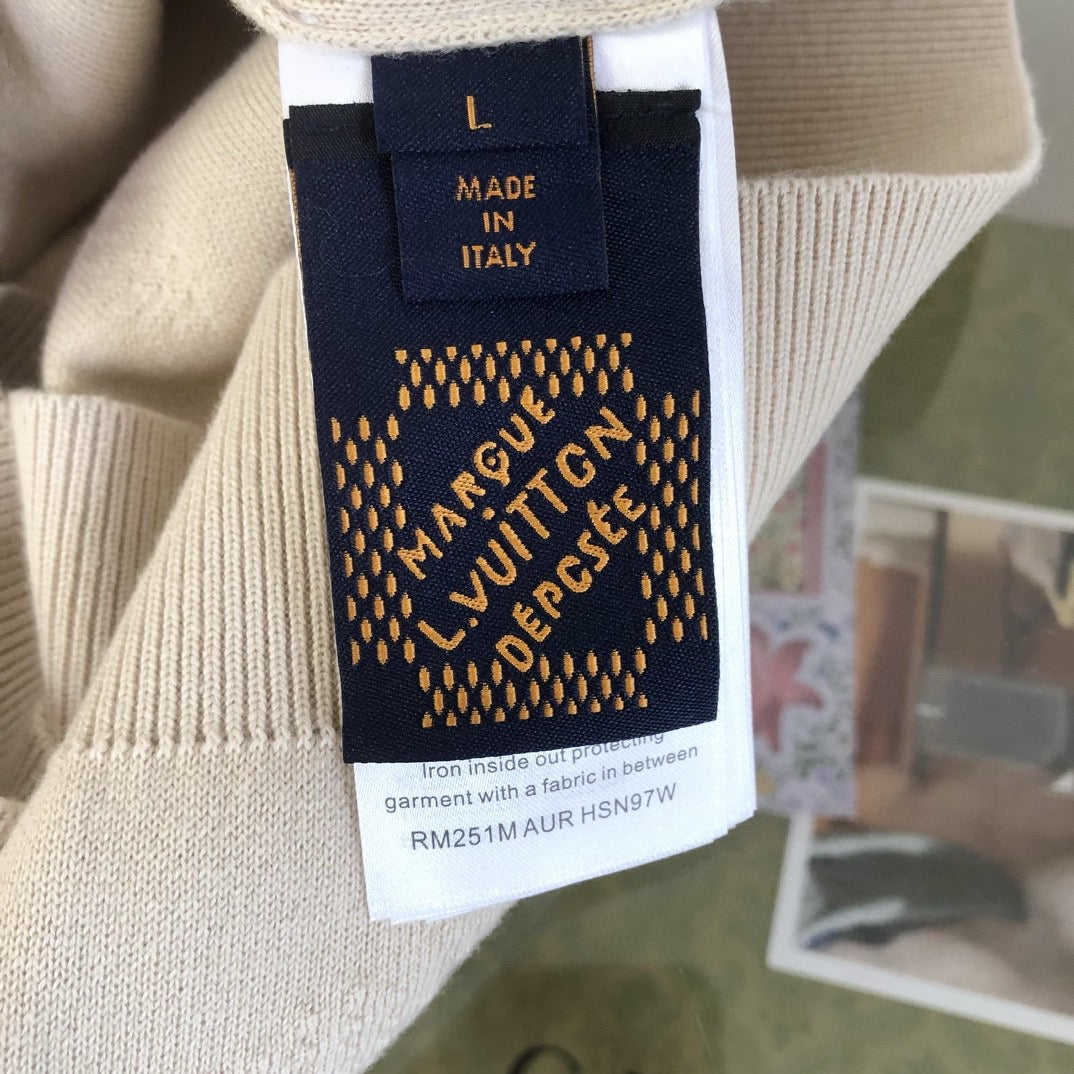 L
MADE
IN
ITALY
MARQUE
L.VUITTON
DÉPOSÉE
Iron inside out protecting
garment with a fabric in between
RM251M AUR HSN97W